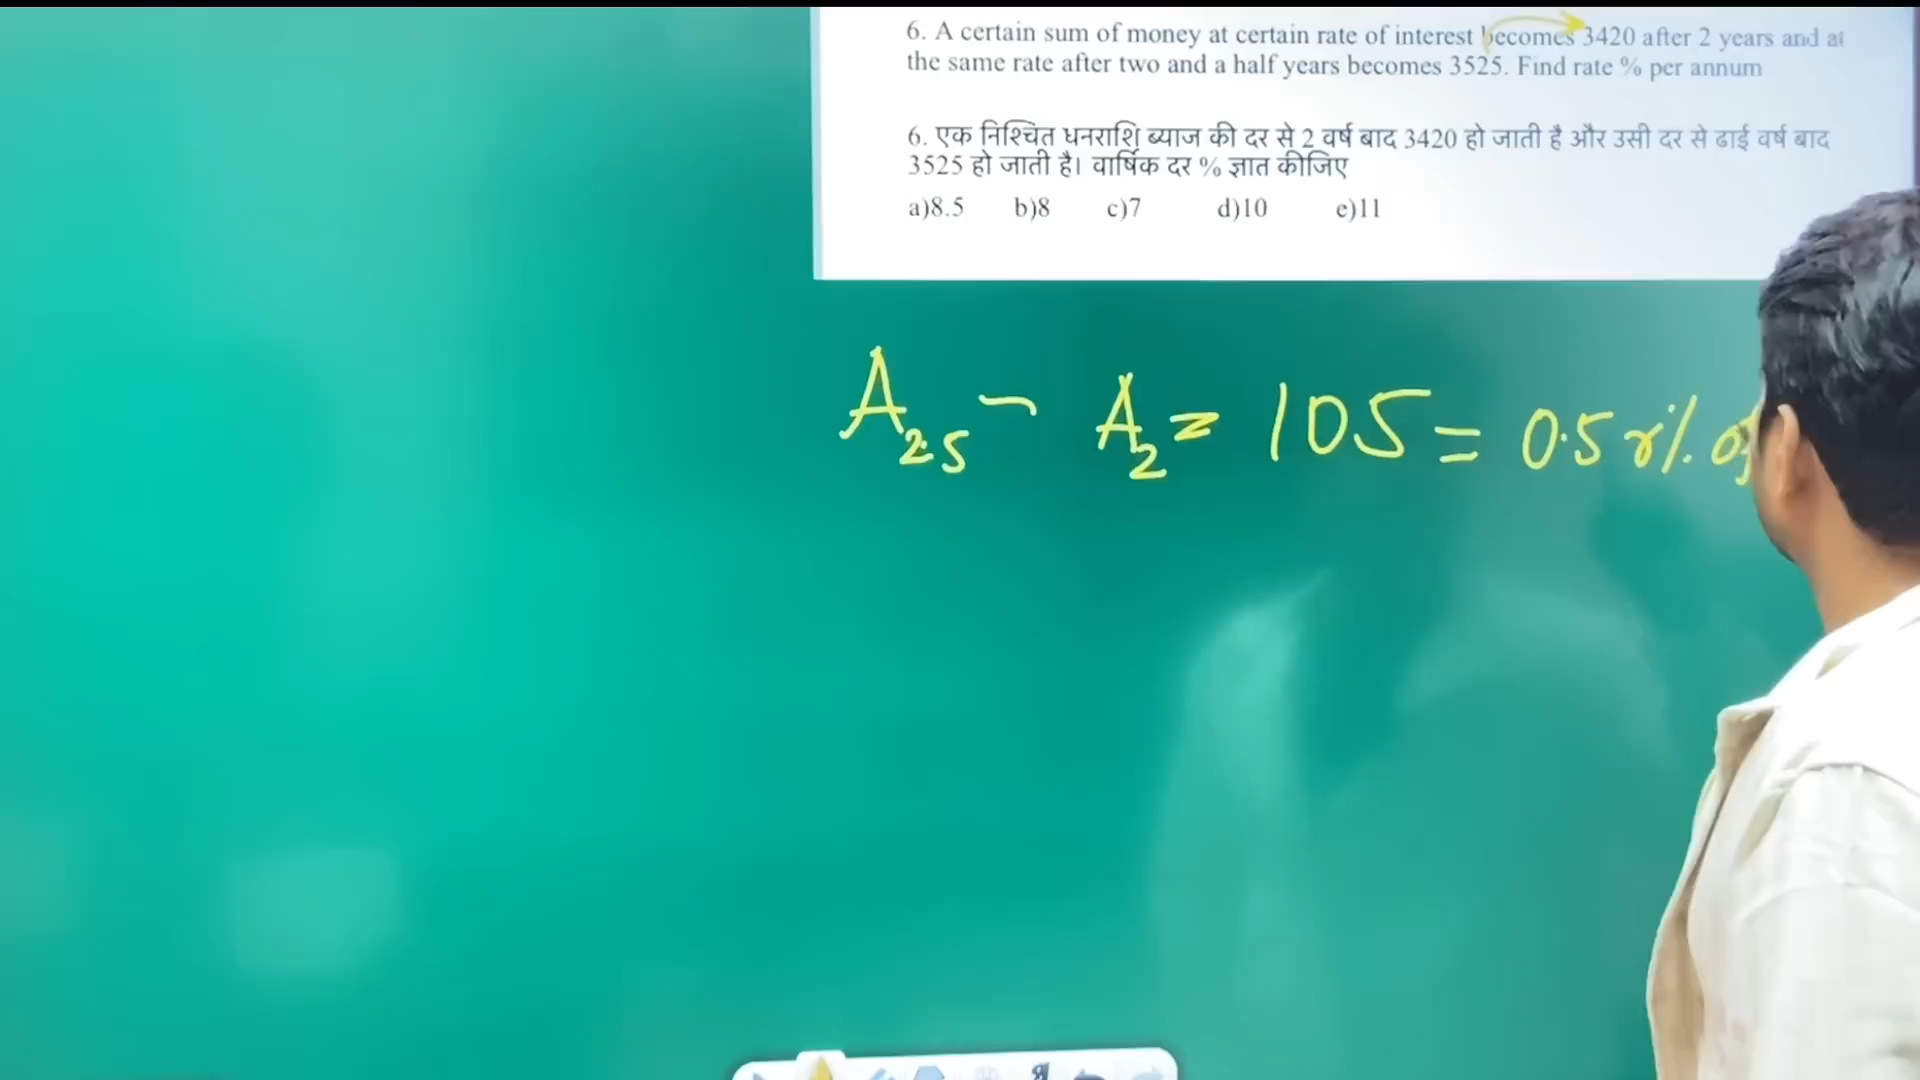 6. A certain sum of money at certain rate of interest becomes 3420 after 2 years and at
the same rate after two and a half years becomes 3525. Find rate % per annum
6. एक निश्चित धनराशि ब्याज की दर से 2 वर्ष बाद 3420 हो जाती है और उसी दर से ढाई वर्ष बाद
3525 हो जाती है। वार्षिक दर % ज्ञात कीजिए
a)8.5 b)8 c)7 d)10 e)11
A2.5 - A2 = 105 = 0.5 r% of